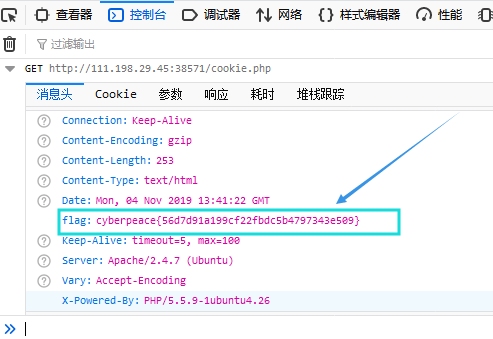 查看器 控制台 调试器 网络 样式编辑器 性能
过滤输出
GET http://111.198.29.45:38571/cookie.php
消息头 Cookie 参数 响应 耗时 堆栈跟踪
Connection: Keep-Alive
Content-Encoding: gzip
Content-Length: 253
Content-Type: text/html
Date: Mon, 04 Nov 2019 13:41:22 GMT
flag: cyberpeace{56d7d91a199cf22fbdc5b4797343e509}
Keep-Alive: timeout=5, max=100
Server: Apache/2.4.7 (Ubuntu)
Vary: Accept-Encoding
X-Powered-By: PHP/5.5.9-1ubuntu4.26